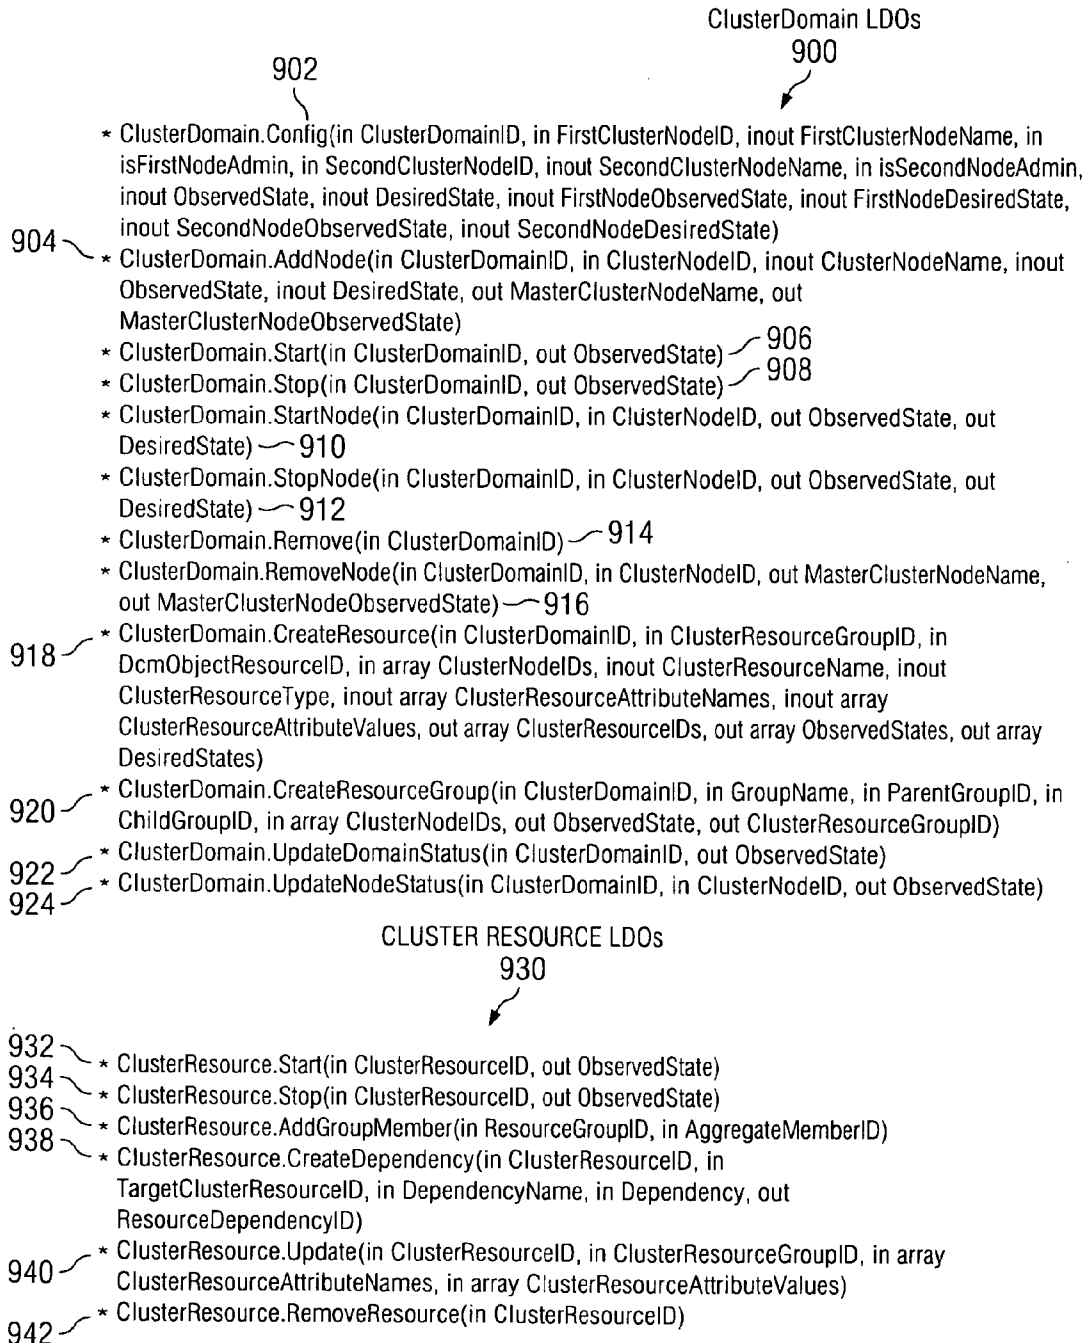 ClusterDomain LDOs
900
902
* ClusterDomain.Config(in ClusterDomainID, in FirstClusterNodeID, inout FirstClusterNodeName, in
isFirstNodeAdmin, in SecondClusterNodeID, inout SecondClusterNodeName, in isSecondNodeAdmin,
inout ObservedState, inout DesiredState, inout FirstNodeObservedState, inout FirstNodeDesiredState,
inout SecondNodeObservedState, inout SecondNodeDesiredState)
904 * ClusterDomain.AddNode(in ClusterDomainID, in ClusterNodeID, inout ClusterNodeName, inout
ObservedState, inout DesiredState, out MasterClusterNodeName, out
MasterClusterNodeObservedState)
* ClusterDomain.Start(in ClusterDomainID, out ObservedState) 906
* ClusterDomain.Stop(in ClusterDomainID, out ObservedState) 908
* ClusterDomain.StartNode(in ClusterDomainID, in ClusterNodeID, out ObservedState, out
DesiredState) 910
* ClusterDomain.StopNode(in ClusterDomainID, in ClusterNodeID, out ObservedState, out
DesiredState) 912
* ClusterDomain.Remove(in ClusterDomainID) 914
* ClusterDomain.RemoveNode(in ClusterDomainID, in ClusterNodeID, out MasterClusterNodeName,
out MasterClusterNodeObservedState) 916
918 * ClusterDomain.CreateResource(in ClusterDomainID, in ClusterResourceGroupID, in
DcmObjectResourceID, in array ClusterNodeIDs, inout ClusterResourceName, inout
ClusterResourceType, inout array ClusterResourceAttributeNames, inout array
ClusterResourceAttributeValues, out array ClusterResourceIDs, out array ObservedStates, out array
DesiredStates)
920 * ClusterDomain.CreateResourceGroup(in ClusterDomainID, in GroupName, in ParentGroupID, in
ChildGroupID, in array ClusterNodeIDs, out ObservedState, out ClusterResourceGroupID)
922 * ClusterDomain.UpdateDomainStatus(in ClusterDomainID, out ObservedState)
924 * ClusterDomain.UpdateNodeStatus(in ClusterDomainID, in ClusterNodeID, out ObservedState)
CLUSTER RESOURCE LDOs
930
932 * ClusterResource.Start(in ClusterResourceID, out ObservedState)
934 * ClusterResource.Stop(in ClusterResourceID, out ObservedState)
936 * ClusterResource.AddGroupMember(in ResourceGroupID, in AggregateMemberID)
938 * ClusterResource.CreateDependency(in ClusterResourceID, in
TargetClusterResourceID, in DependencyName, in Dependency, out
ResourceDependencyID)
940 * ClusterResource.Update(in ClusterResourceID, in ClusterResourceGroupID, in array
ClusterResourceAttributeNames, in array ClusterResourceAttributeValues)
942 * ClusterResource.RemoveResource(in ClusterResourceID)